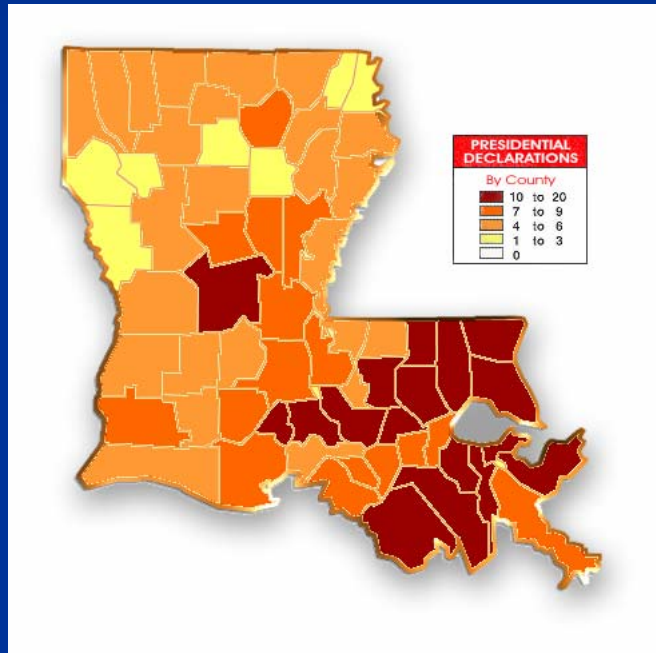 PRESIDENTIAL
DECLARATIONS
By County
10 to 20
7 to 9
4 to 6
1 to 3
0